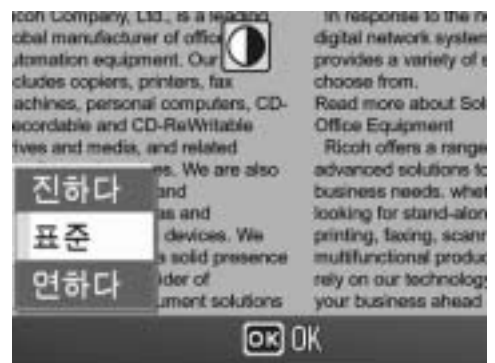 icoh Company, Ltd., is a leading
obal manufacturer of office
utomation equipment. Our
cludes copiers, printers, fax
achines, personal computers, CD-
ecordable and CD-ReWritable
ives and media, and related
es. We are also
and
as and
devices. We
a solid presence
ider of
ument solutions
In response to the ne
digital network system
provides a variety of s
choose from.
Read more about Sol
Office Equipment
Ricoh offers a range
advanced solutions to
business needs. whet
looking for stand-alon
printing, faxing, scann
multifunctional produc
rely on our technology
your business ahead
진하다
표준
연하다
OK OK